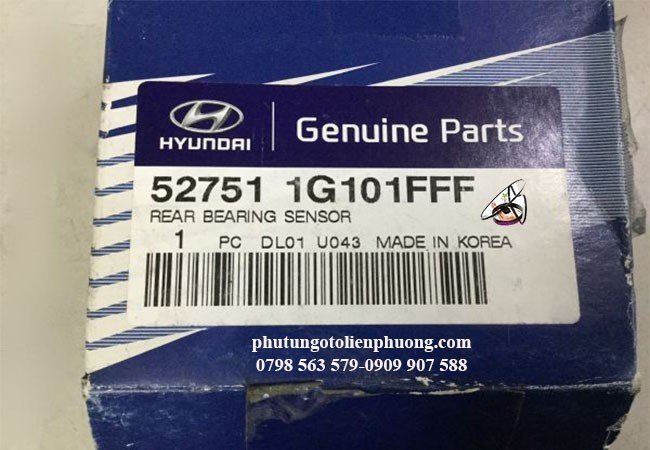 HYUNDAI
Genuine Parts
52751 1G101FFF
REAR BEARING SENSOR
1 PC DL01 U043 MADE IN KOREA
phutungotolienphuong.com
0798 563 579-0909 907 588